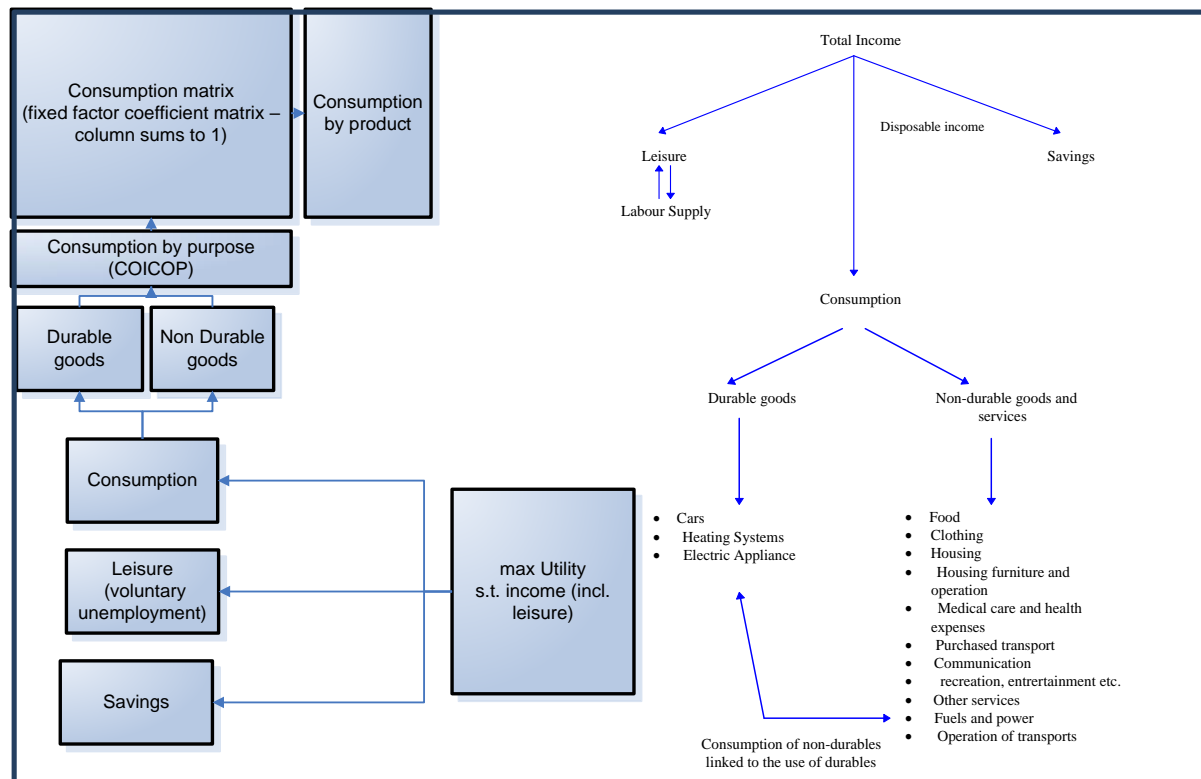 Consumption matrix
(fixed factor coefficient matrix –
column sums to 1)
Consumption
by product
Consumption by purpose
(COICOP)
Durable
goods
Non Durable
goods
Consumption
Leisure
(voluntary
unemployment)
Savings
max Utility
s.t. income (incl.
leisure)
Total Income
Disposable income
Leisure
Savings
Labour Supply
Consumption
Durable goods
Non-durable goods and
services
• Cars
• Heating Systems
• Electric Appliance
• Food
• Clothing
• Housing
• Housing furniture and
operation
• Medical care and health
expenses
• Purchased transport
• Communication
• recreation, entrertainment etc.
• Other services
• Fuels and power
• Operation of transports
Consumption of non-durables
linked to the use of durables